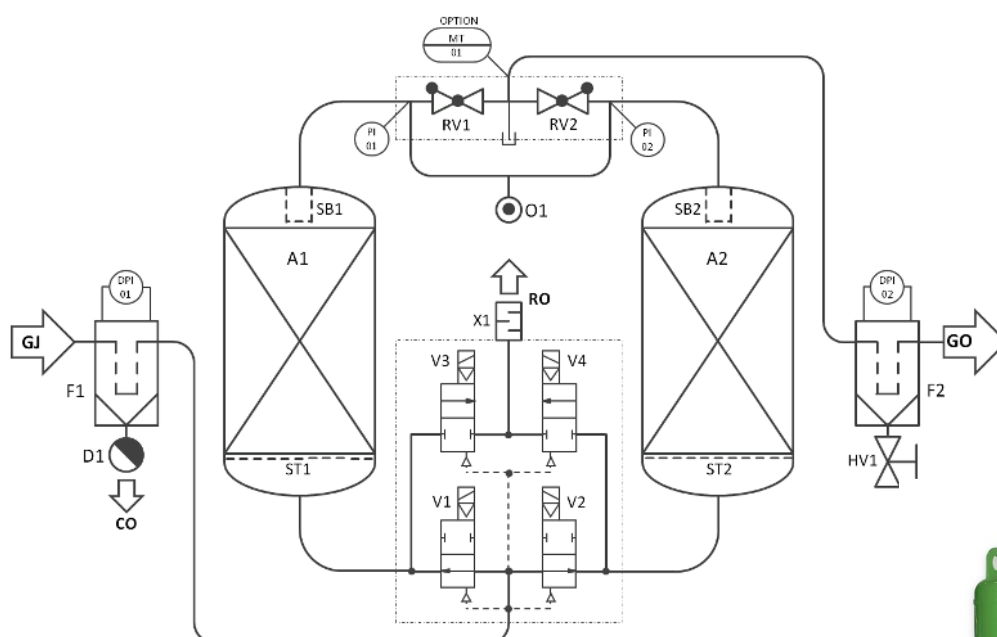 OPTION
MT
01
RV1
RV2
PI
01
PI
02
SB1
O1
SB2
A1
A2
DPI
01
DPI
02
RO
X1
GJ
GO
V3
V4
F1
F2
D1
HV1
ST1
ST2
V1
V2
CO